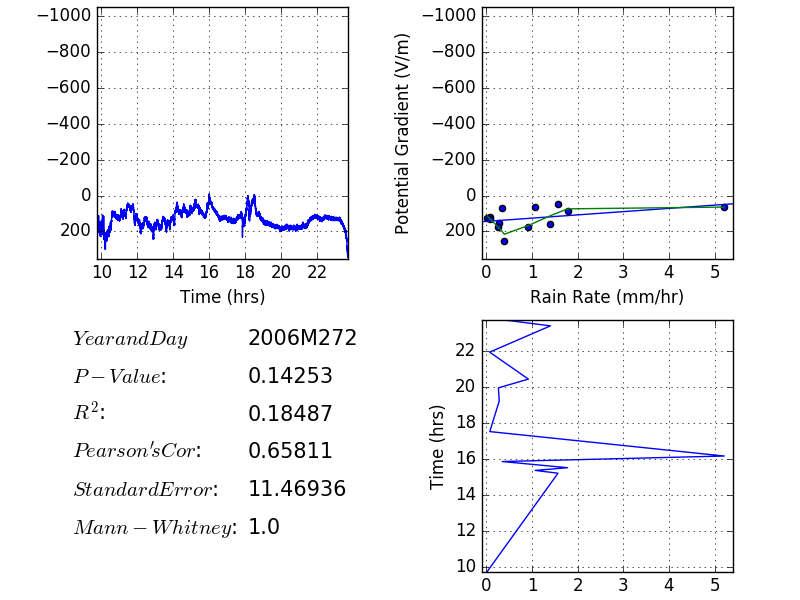 −1000
−800
−600
−400
−200
0
200
10 12 14 16 18 20 22
Time (hrs)
Potential Gradient (V/m)
−1000
−800
−600
−400
−200
0
200
0 1 2 3 4 5
Rain Rate (mm/hr)
YearandDay 2006M272
P−Value: 0.14253
R²: 0.18487
Pearson'sCor: 0.65811
StandardError: 11.46936
Mann−Whitney: 1.0
Time (hrs)
22
20
18
16
14
12
10
0 1 2 3 4 5